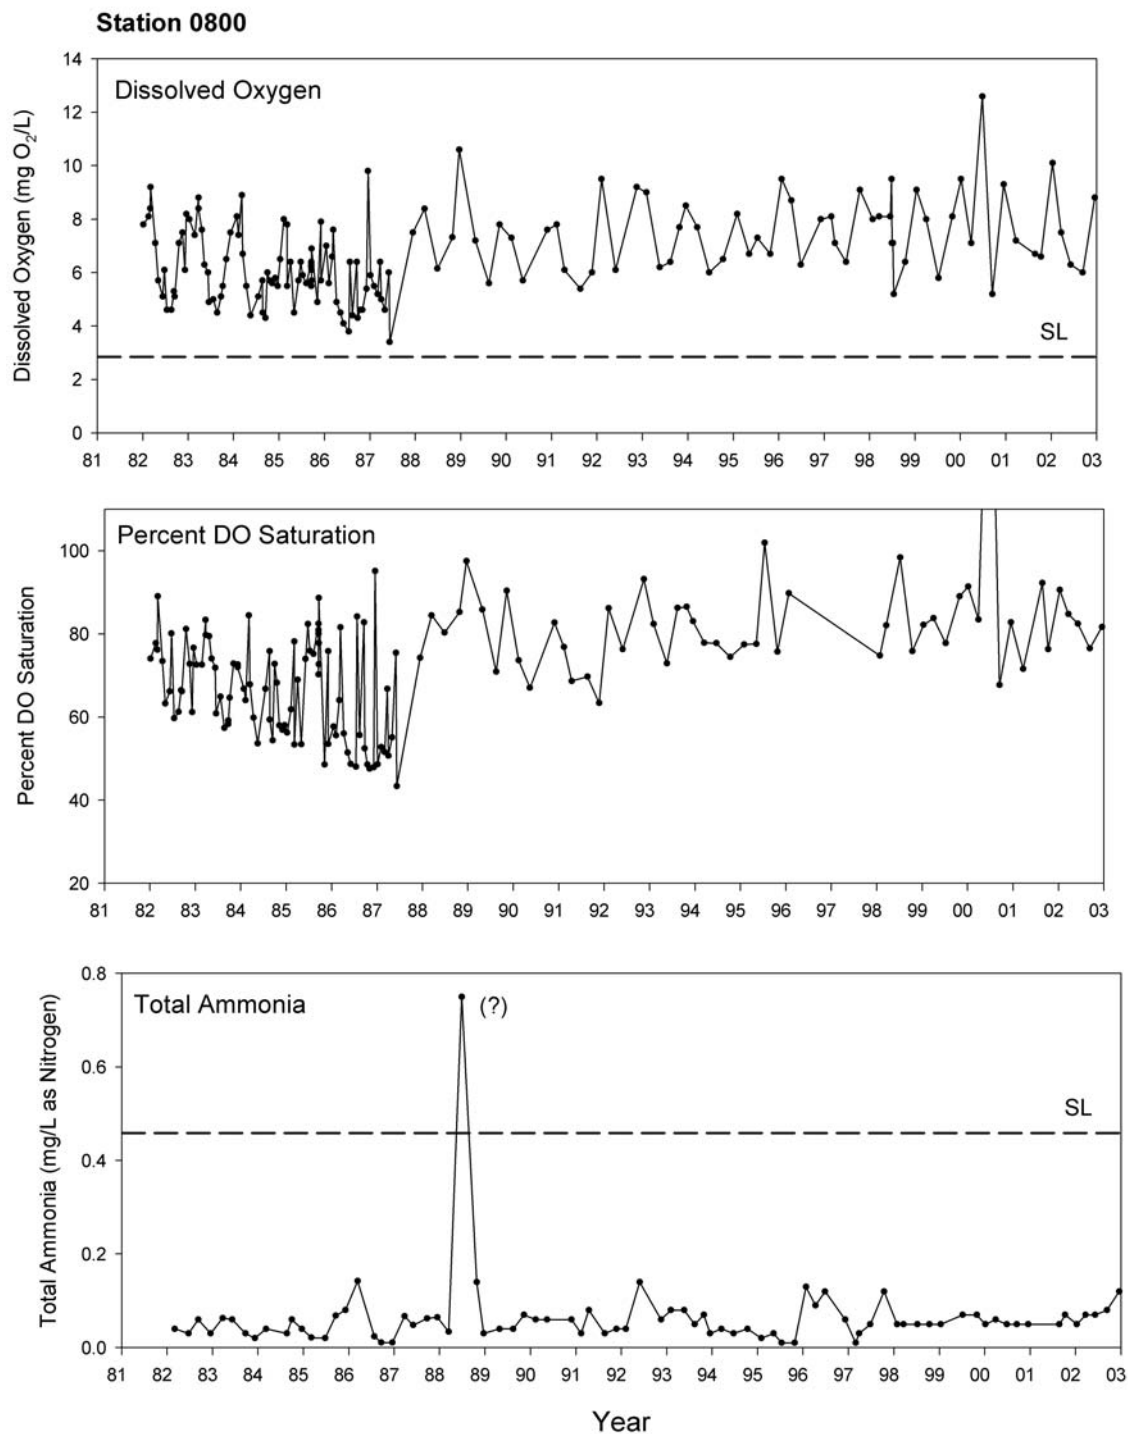 Station 0800
14
Dissolved Oxygen
12
10
8
6
4
SL
2
0
Dissolved Oxygen (mg O₂/L)
81 82 83 84 85 86 87 88 89 90 91 92 93 94 95 96 97 98 99 00 01 02 03
Percent DO Saturation
100
80
60
40
20
Percent DO Saturation
81 82 83 84 85 86 87 88 89 90 91 92 93 94 95 96 97 98 99 00 01 02 03
0.8
Total Ammonia (?)
0.6
SL
0.4
0.2
0.0
Total Ammonia (mg/L as Nitrogen)
81 82 83 84 85 86 87 88 89 90 91 92 93 94 95 96 97 98 99 00 01 02 03
Year